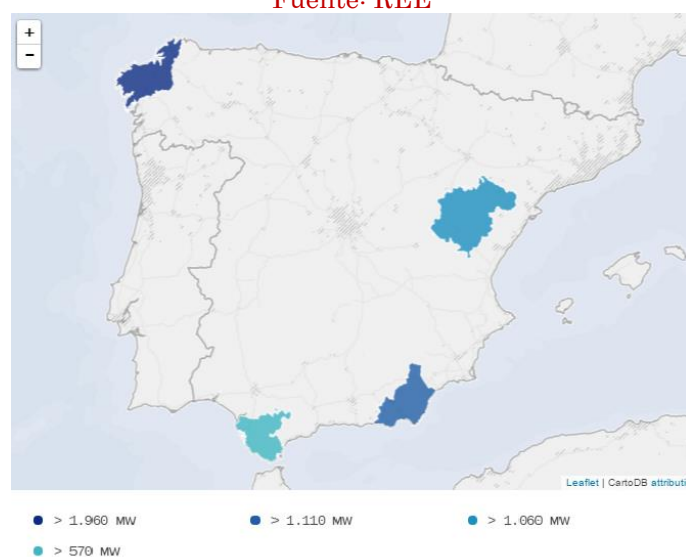 Fuente: REE
+
−
Leaflet | CartoDB attributi
> 1.960 MW
> 1.110 MW
> 1.060 MW
> 570 MW